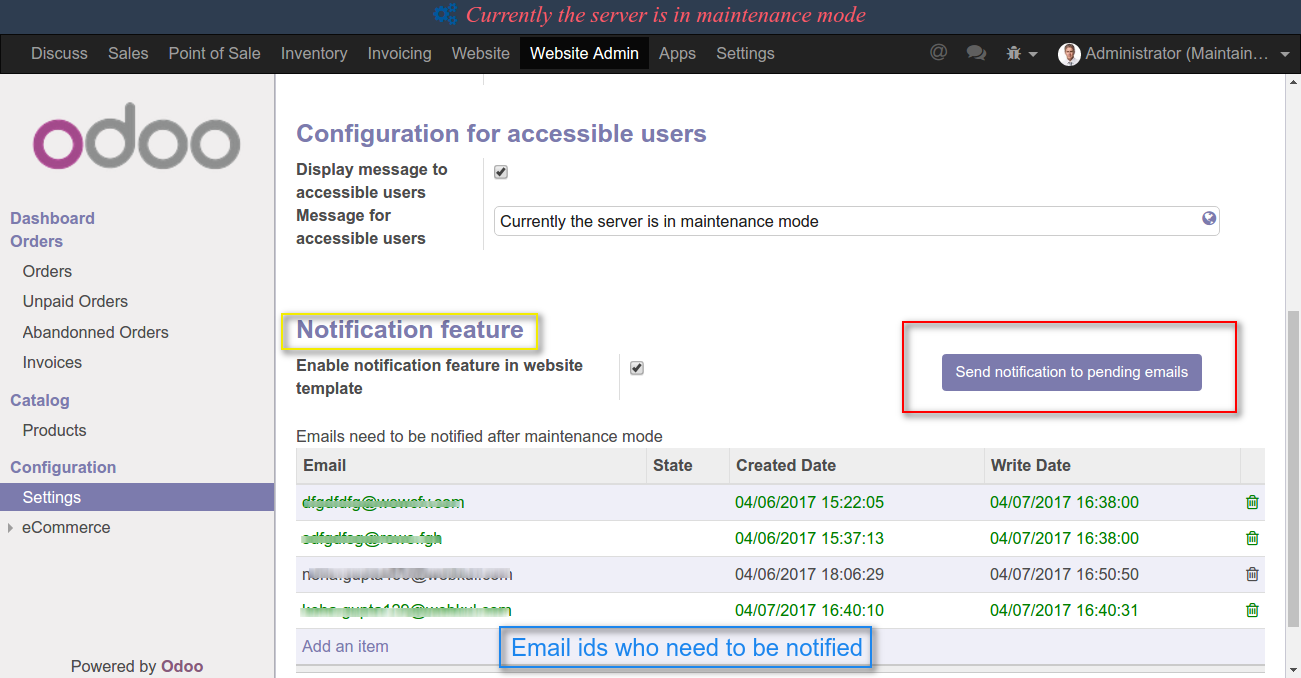 Currently the server is in maintenance mode
Discuss Sales Point of Sale Inventory Invoicing Website Website Admin Apps Settings @ Administrator (Maintain...
odoo
Dashboard
Orders
Orders
Unpaid Orders
Abandonned Orders
Invoices
Catalog
Products
Configuration
Settings
eCommerce
Powered by Odoo
Configuration for accessible users
Display message to
accessible users
Message for
accessible users
Currently the server is in maintenance mode
Notification feature
Enable notification feature in website
template
Send notification to pending emails
Emails need to be notified after maintenance mode
Email State Created Date Write Date
04/06/2017 15:22:05 04/07/2017 16:38:00
04/06/2017 15:37:13 04/07/2017 16:38:00
04/06/2017 18:06:29 04/07/2017 16:50:50
04/07/2017 16:40:10 04/07/2017 16:40:31
Add an item
Email ids who need to be notified